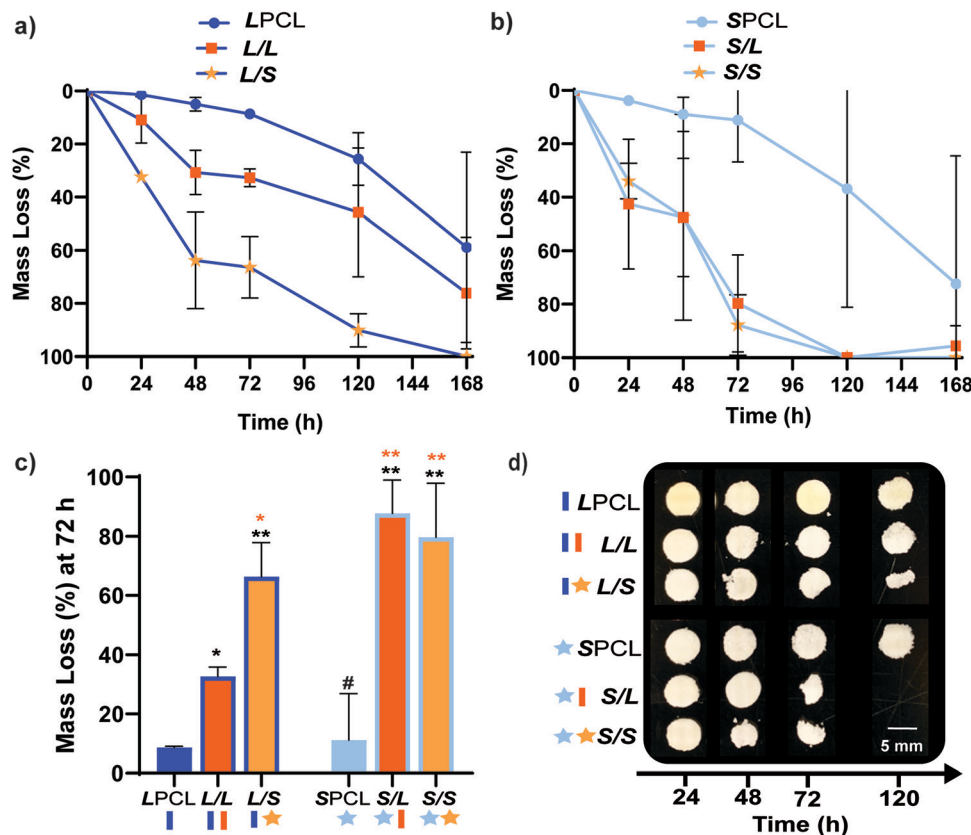 a)
LPCL
L/L
L/S
0
20
40
60
80
100
Mass Loss (%)
0 24 48 72 96 120 144 168
Time (h)
b)
SPCL
S/L
S/S
0
20
40
60
80
100
Mass Loss (%)
0 24 48 72 96 120 144 168
Time (h)
c)
100
80
60
40
20
0
Mass Loss (%) at 72 h
*
*
**
#
**
**
**
**
LPCL L/L L/S SPCL S/L S/S
d)
LPCL
L/L
L/S
SPCL
S/L
S/S
5 mm
24 48 72 120
Time (h)